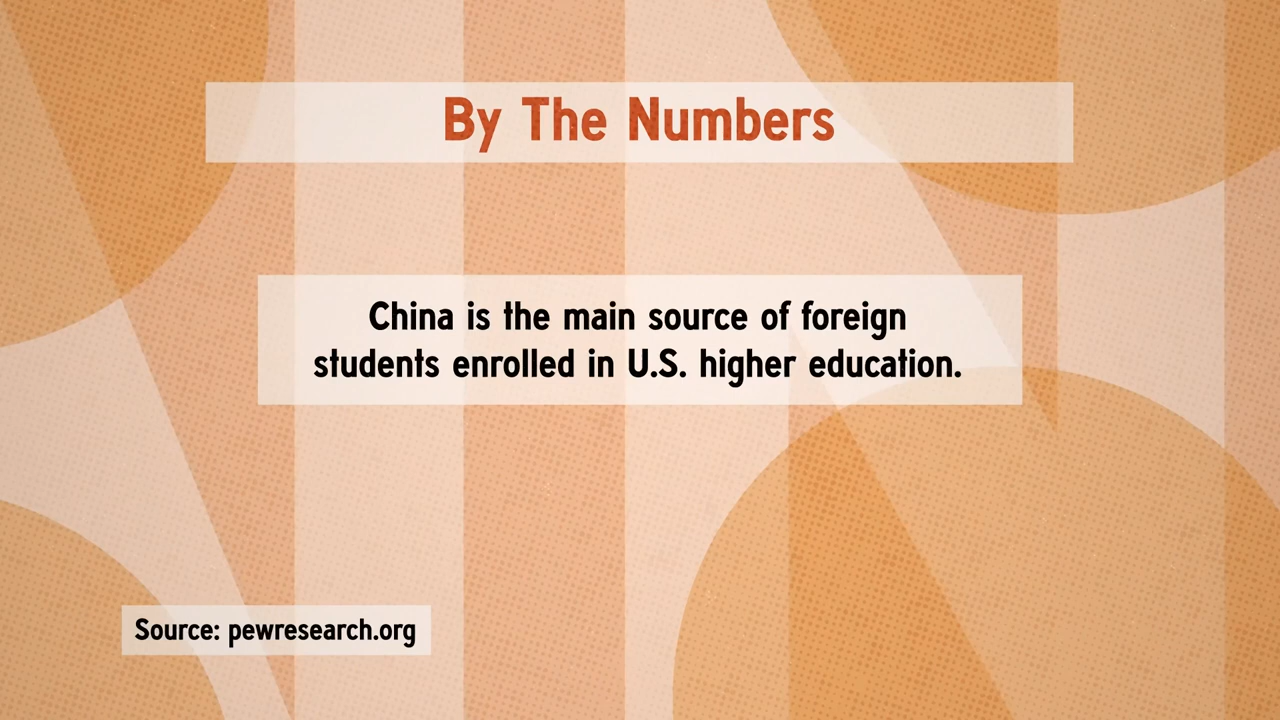 By The Numbers
China is the main source of foreign
students enrolled in U.S. higher education.
Source: pewresearch.org